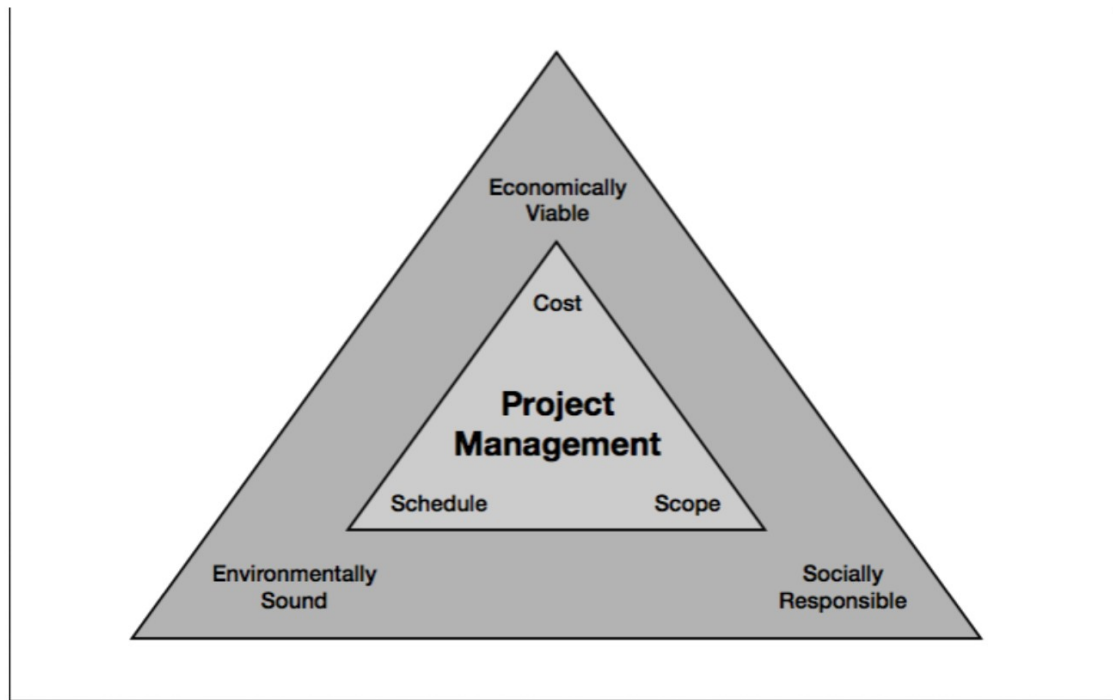 Economically
Viable
Cost
Project
Management
Schedule
Scope
Environmentally
Sound
Socially
Responsible